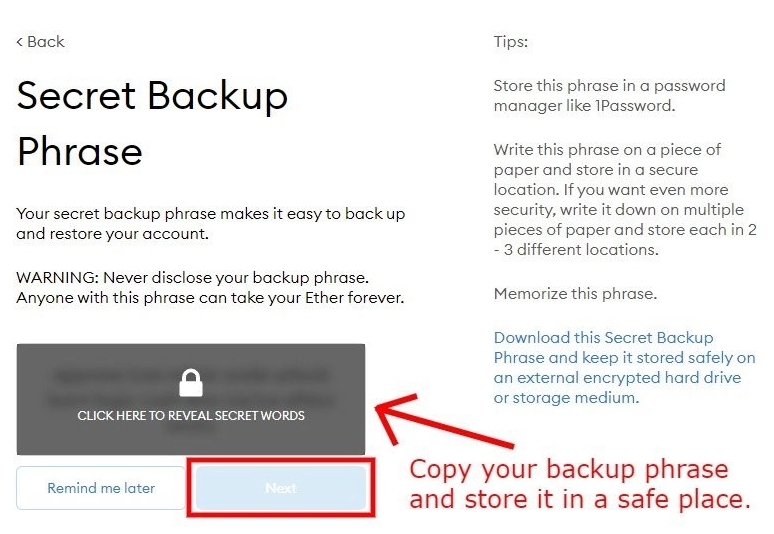 < Back
Secret Backup
Phrase
Your secret backup phrase makes it easy to back up
and restore your account.
WARNING: Never disclose your backup phrase.
Anyone with this phrase can take your Ether forever.
CLICK HERE TO REVEAL SECRET WORDS
Remind me later
Next
Tips:
Store this phrase in a password
manager like 1Password.
Write this phrase on a piece of
paper and store in a secure
location. If you want even more
security, write it down on multiple
pieces of paper and store each in 2
- 3 different locations.
Memorize this phrase.
Download this Secret Backup
Phrase and keep it stored safely on
an external encrypted hard drive
or storage medium.
Copy your backup phrase
and store it in a safe place.